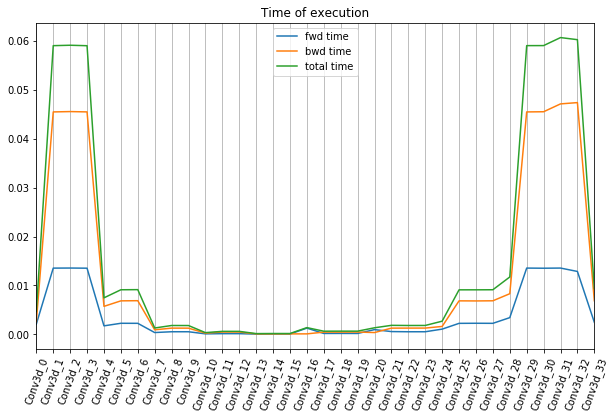 Time of execution
fwd time
bwd time
total time
0.06
0.05
0.04
0.03
0.02
0.01
0.00
Conv3d_0
Conv3d_1
Conv3d_2
Conv3d_3
Conv3d_4
Conv3d_5
Conv3d_6
Conv3d_7
Conv3d_8
Conv3d_9
Conv3d_10
Conv3d_11
Conv3d_12
Conv3d_13
Conv3d_14
Conv3d_15
Conv3d_16
Conv3d_17
Conv3d_18
Conv3d_19
Conv3d_20
Conv3d_21
Conv3d_22
Conv3d_23
Conv3d_24
Conv3d_25
Conv3d_26
Conv3d_27
Conv3d_28
Conv3d_29
Conv3d_30
Conv3d_31
Conv3d_32
Conv3d_33